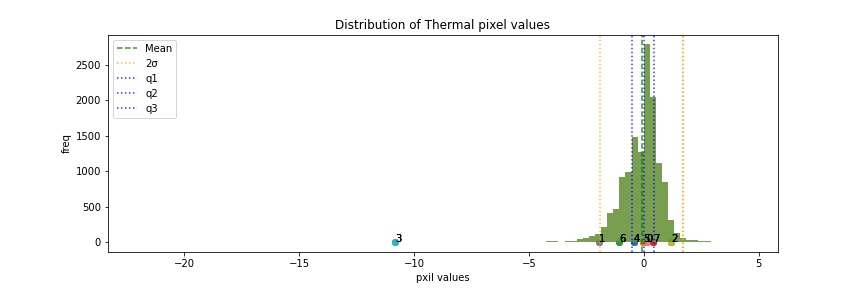 Distribution of Thermal pixel values
Mean
2σ
q1
q2
q3
freq
2500
2000
1500
1000
500
0
3
1
6
4
5
0
7
2
−20
−15
−10
−5
0
5
pxil values